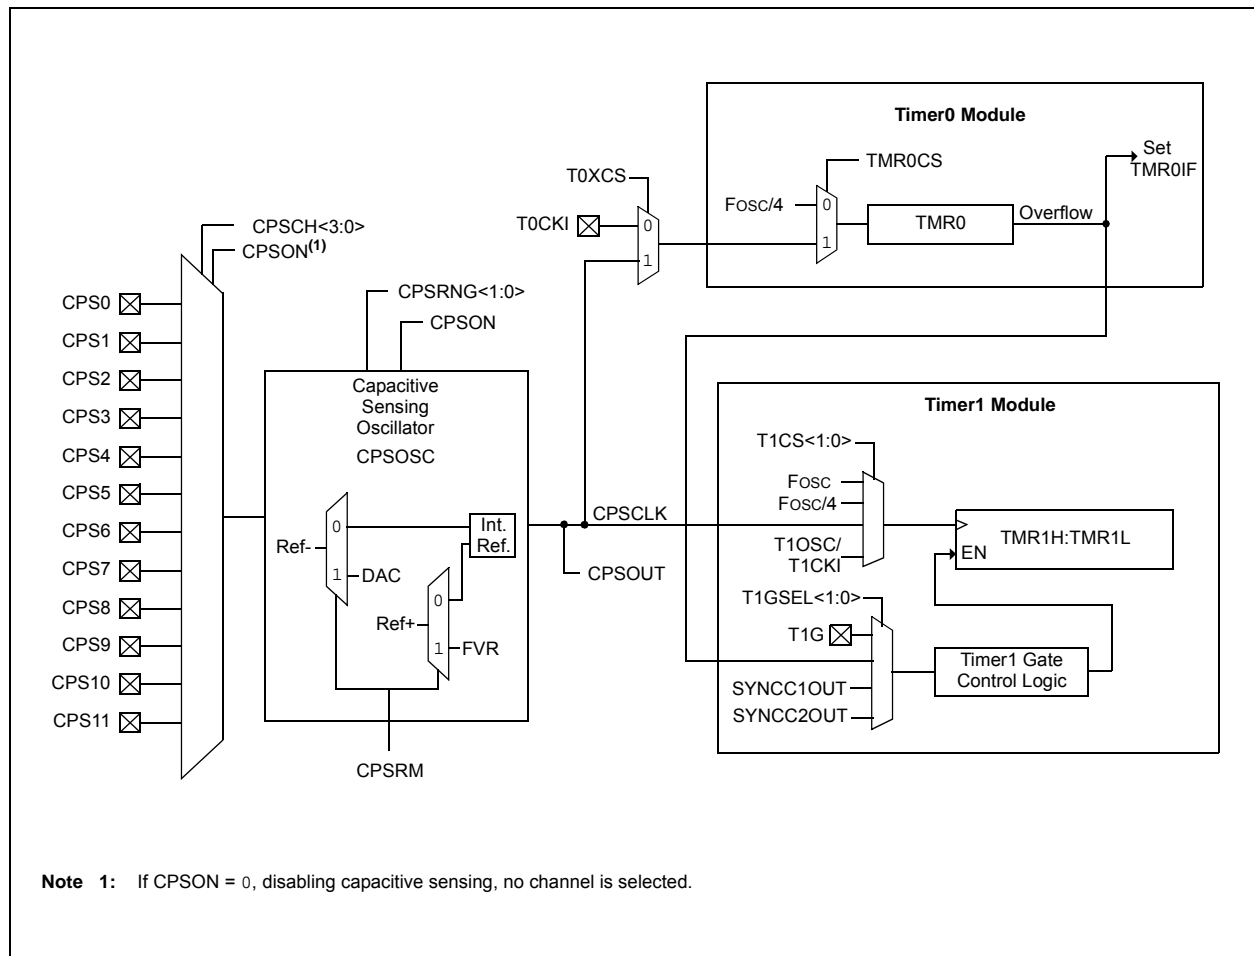 Timer0 Module
Set
TMR0IF
TMR0CS
T0XCS
FOSC/4
0
TMR0
Overflow
T0CKI
0
1
1
CPSCH<3:0>
CPSON(1)
CPSRNG<1:0>
CPSON
CPS0
CPS1
CPS2
CPS3
CPS4
CPS5
CPS6
CPS7
CPS8
CPS9
CPS10
CPS11
Capacitive
Sensing
Oscillator
CPSOSC
0
Int.
Ref.
Ref-
1
DAC
0
Ref+
1
FVR
CPSRM
CPSCLK
CPSOUT
Timer1 Module
T1CS<1:0>
FOSC
FOSC/4
T1OSC/
T1CKI
TMR1H:TMR1L
EN
T1GSEL<1:0>
T1G
Timer1 Gate
Control Logic
SYNCC1OUT
SYNCC2OUT
Note 1: If CPSON = 0, disabling capacitive sensing, no channel is selected.